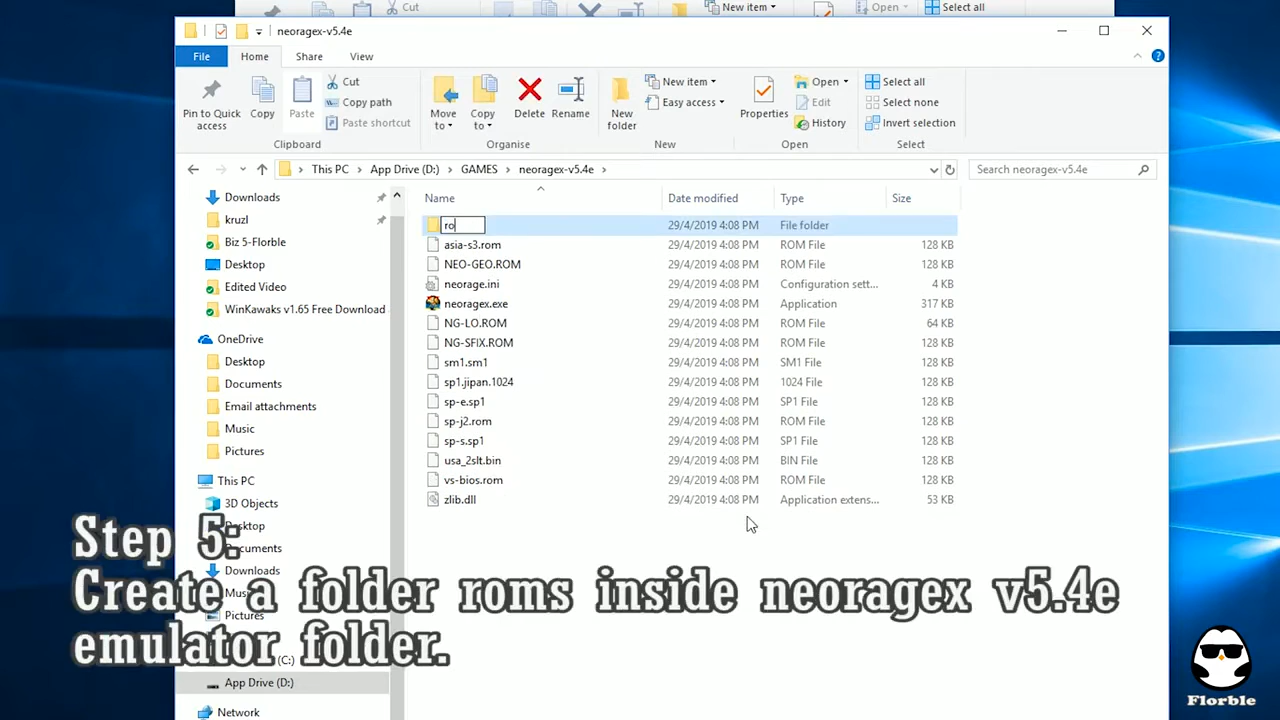 Cut
New item
Open
Select all
neoragex-v5.4e
File
Home
Share
View
Pin to Quick access
Copy
Paste
Cut
Copy path
Paste shortcut
Clipboard
Move to
Copy to
Delete
Rename
Organise
New folder
New item
Easy access
New
Properties
Open
Edit
History
Open
Select all
Select none
Invert selection
Select
This PC > App Drive (D:) > GAMES > neoragex-v5.4e >
Search neoragex-v5.4e
Name Date modified Type Size
ro 29/4/2019 4:08 PM File folder
asia-s3.rom 29/4/2019 4:08 PM ROM File 128 KB
NEO-GEO.ROM 29/4/2019 4:08 PM ROM File 128 KB
neorage.ini 29/4/2019 4:08 PM Configuration sett... 4 KB
neoragex.exe 29/4/2019 4:08 PM Application 317 KB
NG-LO.ROM 29/4/2019 4:08 PM ROM File 64 KB
NG-SFIX.ROM 29/4/2019 4:08 PM ROM File 128 KB
sm1.sm1 29/4/2019 4:08 PM SM1 File 128 KB
sp1.jipan.1024 29/4/2019 4:08 PM 1024 File 128 KB
sp-e.sp1 29/4/2019 4:08 PM SP1 File 128 KB
sp-j2.rom 29/4/2019 4:08 PM ROM File 128 KB
sp-s.sp1 29/4/2019 4:08 PM SP1 File 128 KB
usa_2slt.bin 29/4/2019 4:08 PM BIN File 128 KB
vs-bios.rom 29/4/2019 4:08 PM ROM File 128 KB
zlib.dll 29/4/2019 4:08 PM Application extens... 53 KB
Downloads
kruzl
Biz 5-Florble
Desktop
Edited Video
WinKawaks v1.65 Free Download
OneDrive
Desktop
Documents
Email attachments
Music
Pictures
This PC
3D Objects
Desktop
Documents
Downloads
Music
Pictures
(C:)
App Drive (D:)
Network
Step 5:
Create a folder roms inside neoragex v5.4e
emulator folder.
Florble